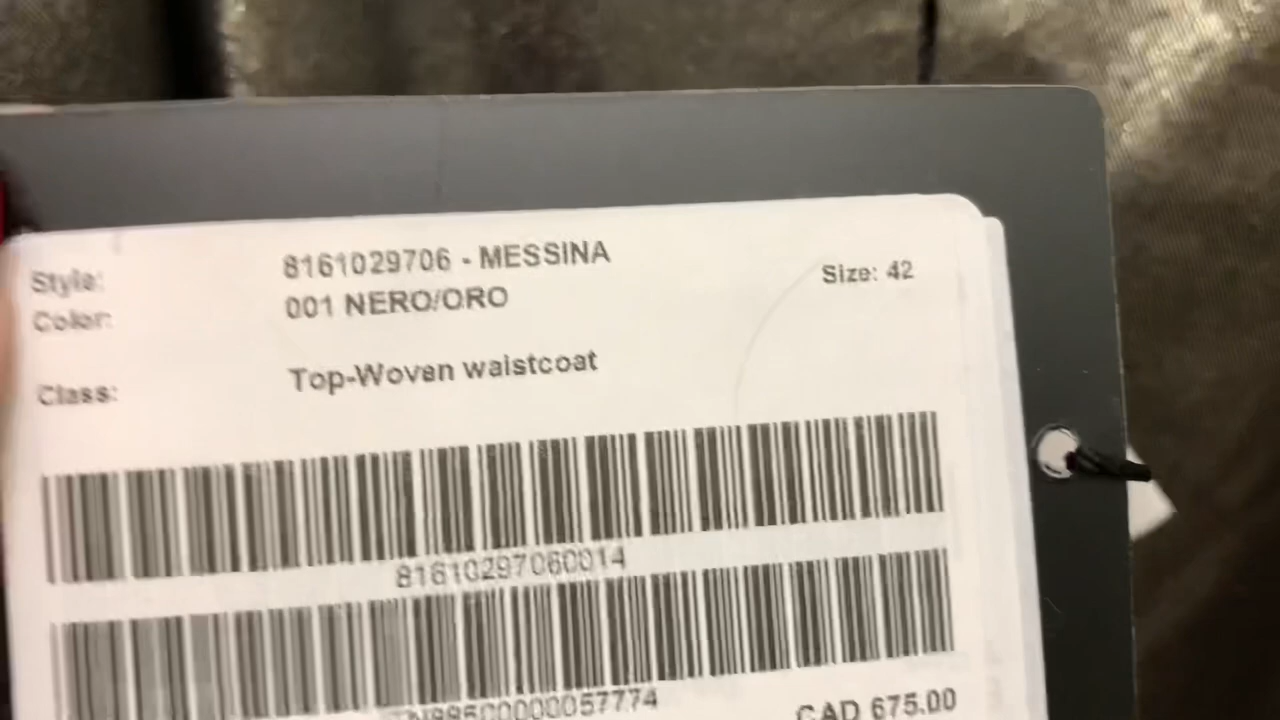 Style: 8161029706 - MESSINA Size: 42
Color: 001 NERO/ORO
Class: Top-Woven waistcoat
81610297060014
CAD 675.00